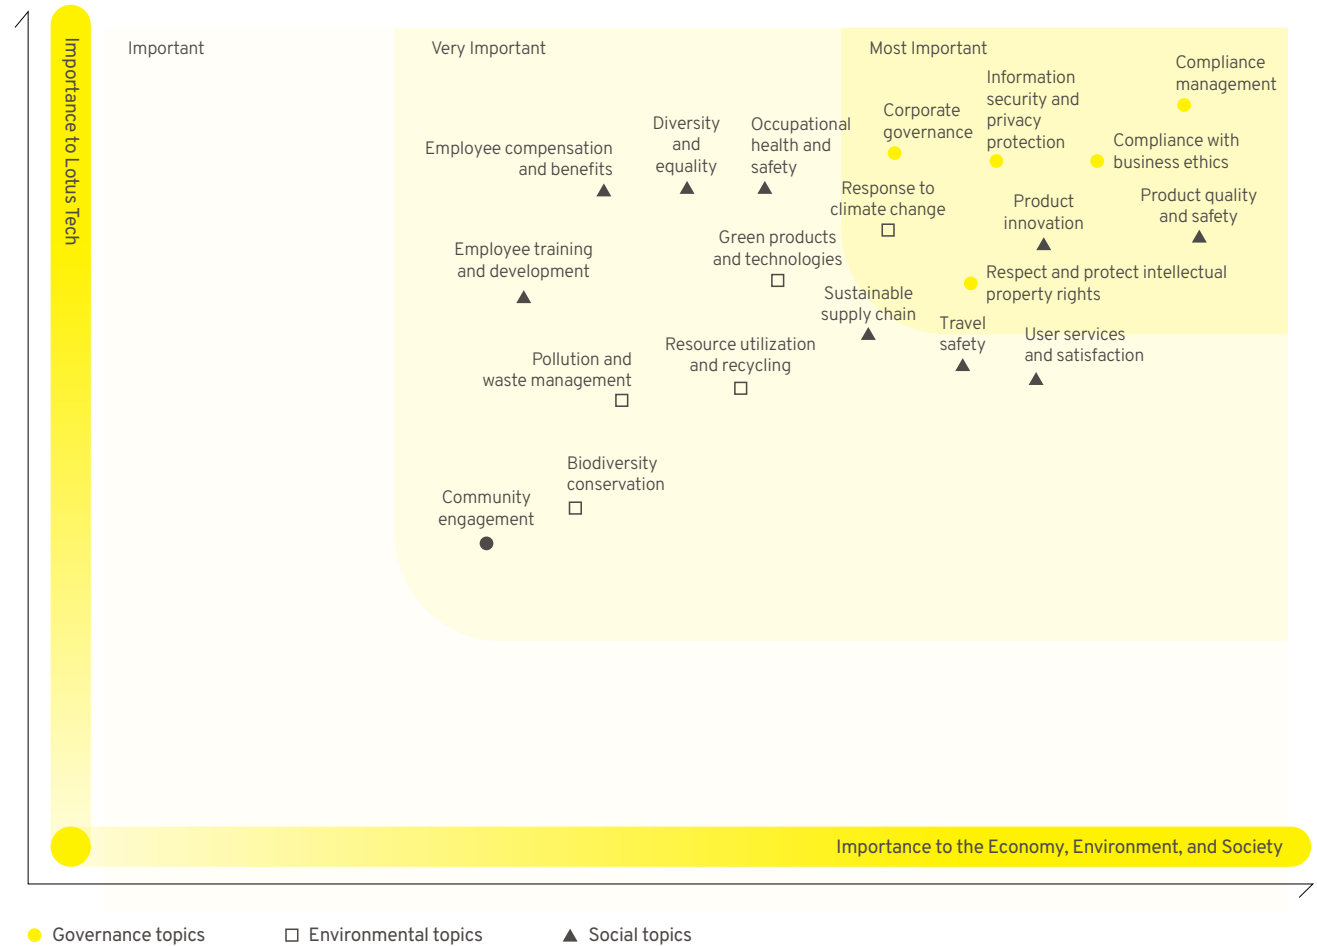 Importance to Lotus Tech
Important
Very Important
Most Important
Compliance
management
Information
security and
privacy
protection
Corporate
governance
Compliance with
business ethics
Diversity
and
equality
Occupational
health and
safety
Employee compensation
and benefits
Response to
climate change
Product
innovation
Product quality
and safety
Green products
and technologies
Employee training
and development
Respect and protect intellectual
property rights
Sustainable
supply chain
Travel
safety
User services
and satisfaction
Resource utilization
and recycling
Pollution and
waste management
Biodiversity
conservation
Community
engagement
Importance to the Economy, Environment, and Society
Governance topics
Environmental topics
Social topics